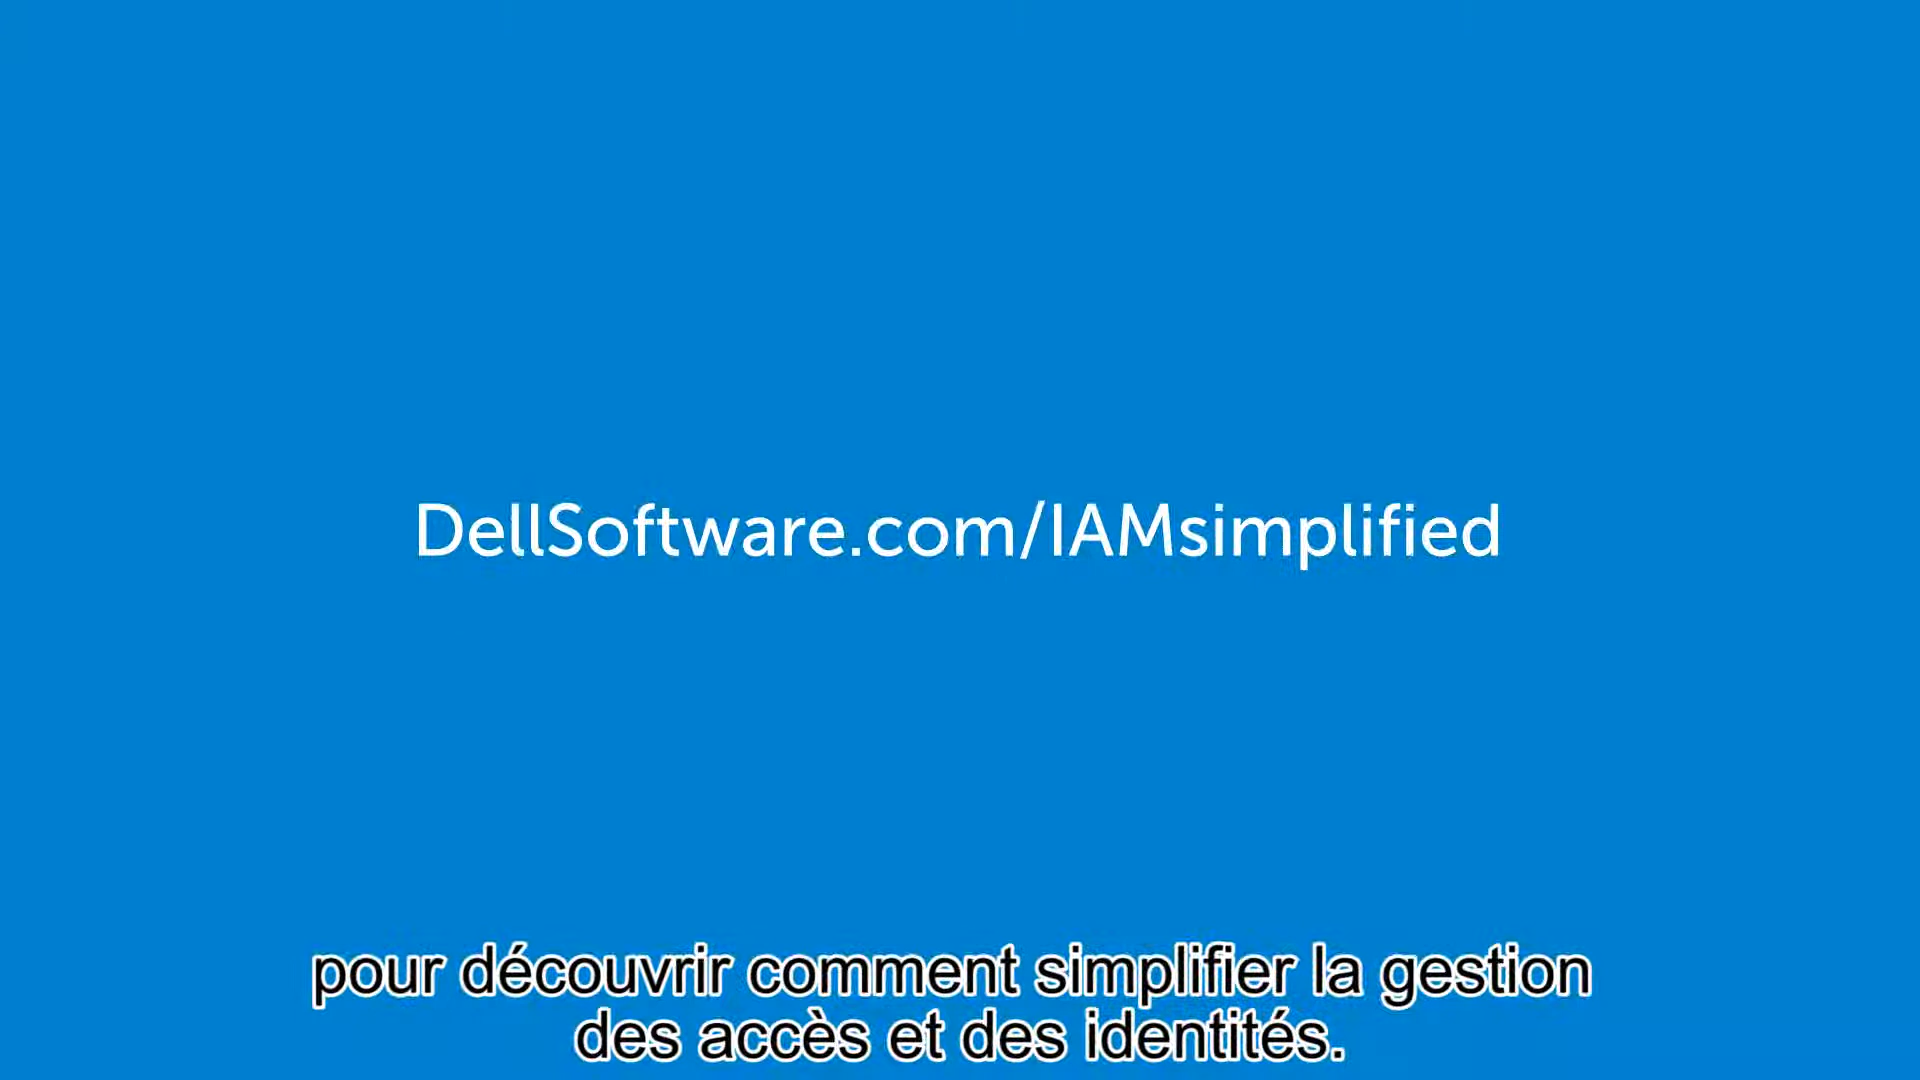 DellSoftware.com/IAMsimplified
pour découvrir comment simplifier la gestion
des accès et des identités.